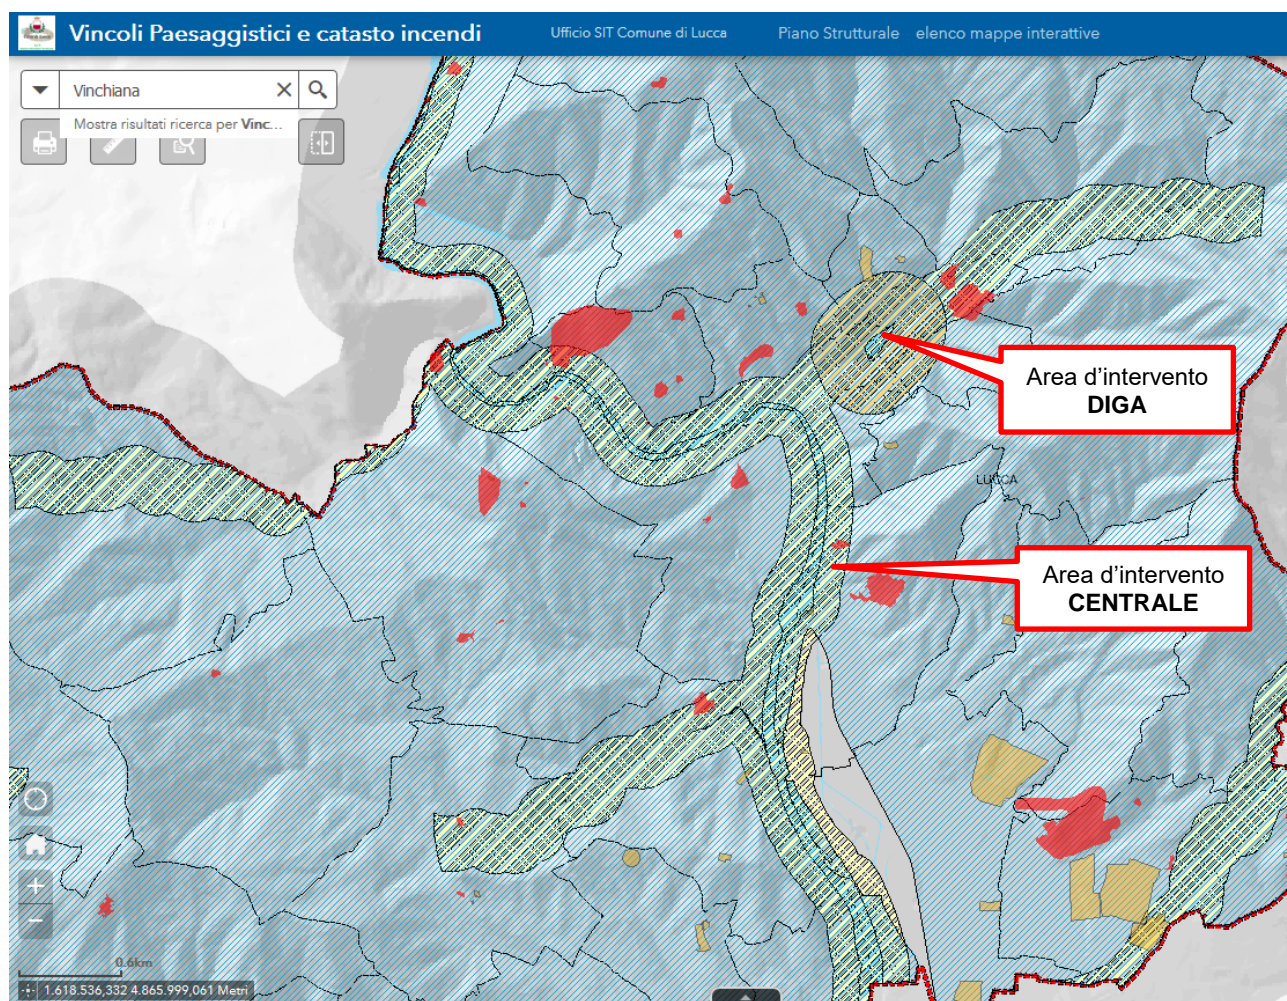 Vincoli Paesaggistici e catasto incendi
Ufficio SIT Comune di Lucca
Piano Strutturale
elenco mappe interattive
Vinchiana
Mostra risultati ricerca per Vinc...
Area d'intervento
DIGA
LUCCA
Area d'intervento
CENTRALE
+
−
0.6km
1.618.536,332 4.865.999,061 Metri